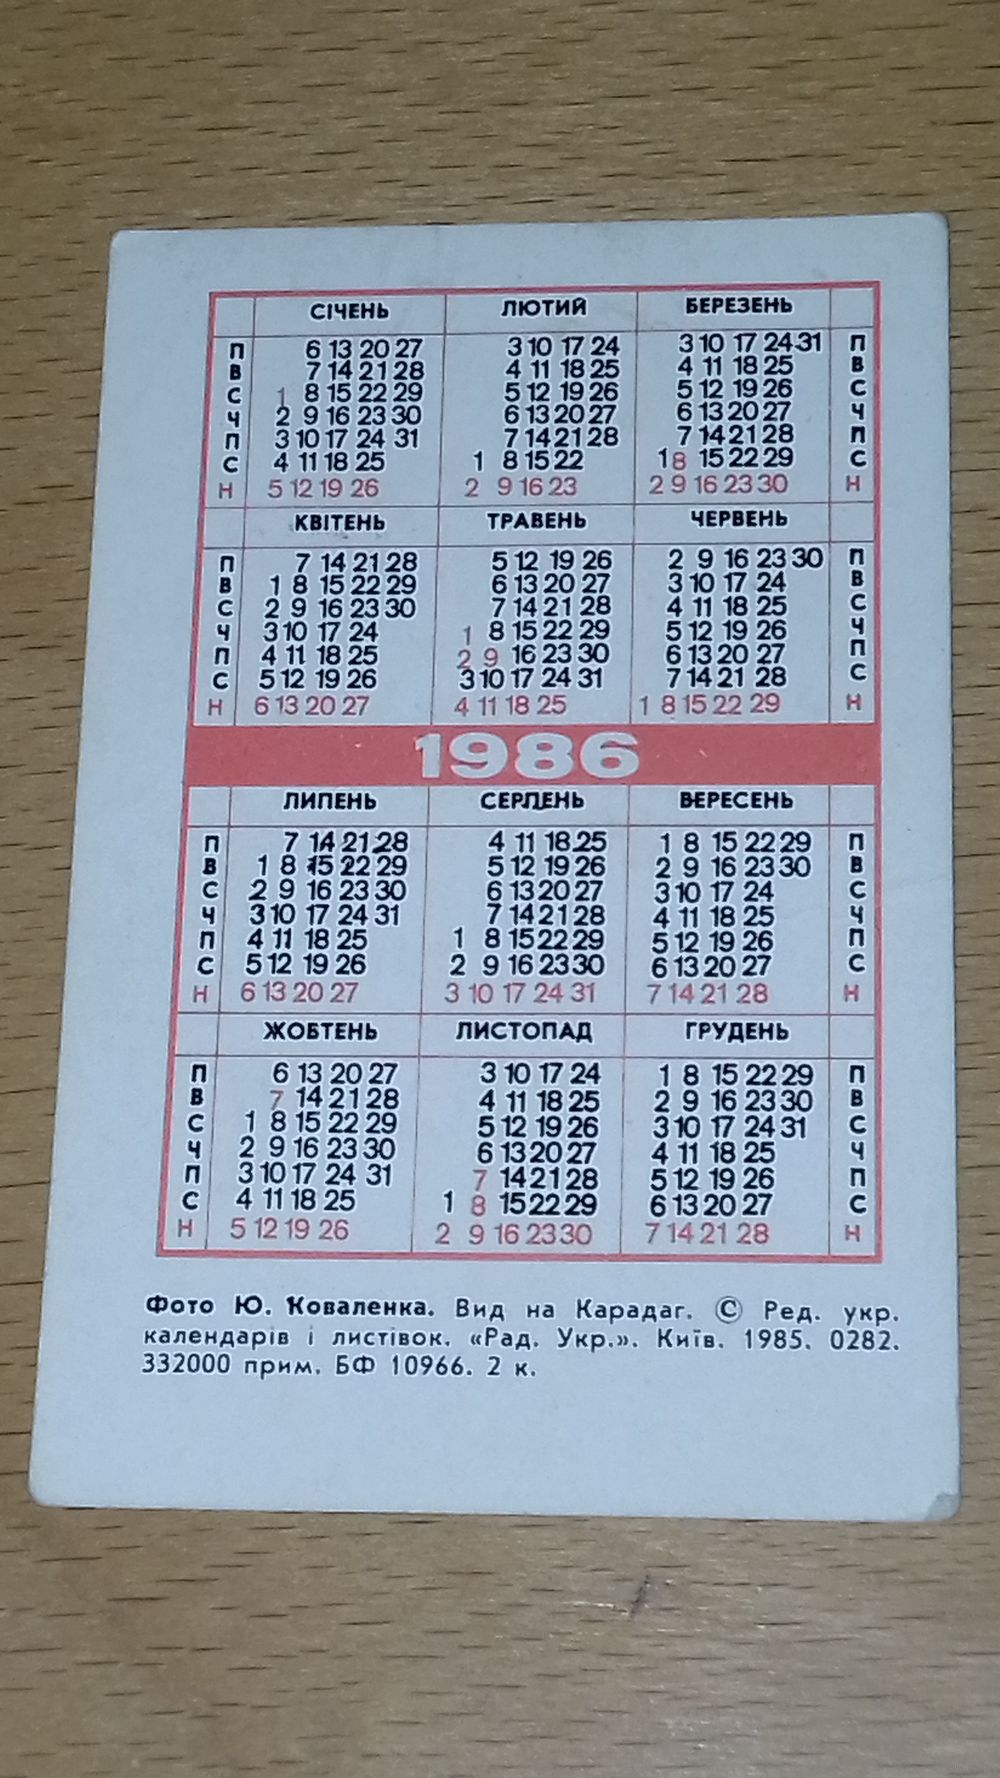 СІЧЕНЬ ЛЮТИЙ БЕРЕЗЕНЬ
П 6 13 20 27 3 10 17 24 3 10 17 24 31 П
В 7 14 21 28 4 11 18 25 4 11 18 25 В
С 1 8 15 22 29 5 12 19 26 5 12 19 26 С
Ч 2 9 16 23 30 6 13 20 27 6 13 20 27 Ч
П 3 10 17 24 31 7 14 21 28 7 14 21 28 П
С 4 11 18 25 1 8 15 22 1 8 15 22 29 С
Н 5 12 19 26 2 9 16 23 2 9 16 23 30 Н
КВІТЕНЬ ТРАВЕНЬ ЧЕРВЕНЬ
П 7 14 21 28 5 12 19 26 2 9 16 23 30 П
В 1 8 15 22 29 6 13 20 27 3 10 17 24 В
С 2 9 16 23 30 7 14 21 28 4 11 18 25 С
Ч 3 10 17 24 1 8 15 22 29 5 12 19 26 Ч
П 4 11 18 25 2 9 16 23 30 6 13 20 27 П
С 5 12 19 26 3 10 17 24 31 7 14 21 28 С
Н 6 13 20 27 4 11 18 25 1 8 15 22 29 Н
1986
ЛИПЕНЬ СЕРПЕНЬ ВЕРЕСЕНЬ
П 7 14 21 28 4 11 18 25 1 8 15 22 29 П
В 1 8 15 22 29 5 12 19 26 2 9 16 23 30 В
С 2 9 16 23 30 6 13 20 27 3 10 17 24 С
Ч 3 10 17 24 31 7 14 21 28 4 11 18 25 Ч
П 4 11 18 25 1 8 15 22 29 5 12 19 26 П
С 5 12 19 26 2 9 16 23 30 6 13 20 27 С
Н 6 13 20 27 3 10 17 24 31 7 14 21 28 Н
ЖОВТЕНЬ ЛИСТОПАД ГРУДЕНЬ
П 6 13 20 27 3 10 17 24 1 8 15 22 29 П
В 7 14 21 28 4 11 18 25 2 9 16 23 30 В
С 1 8 15 22 29 5 12 19 26 3 10 17 24 31 С
Ч 2 9 16 23 30 6 13 20 27 4 11 18 25 Ч
П 3 10 17 24 31 7 14 21 28 5 12 19 26 П
С 4 11 18 25 1 8 15 22 29 6 13 20 27 С
Н 5 12 19 26 2 9 16 23 30 7 14 21 28 Н
Фото Ю. Коваленка. Вид на Карадаг. © Ред. укр.
календарів і листівок. «Рад. Укр.». Київ. 1985. 0282.
332000 прим. БФ 10966. 2 к.